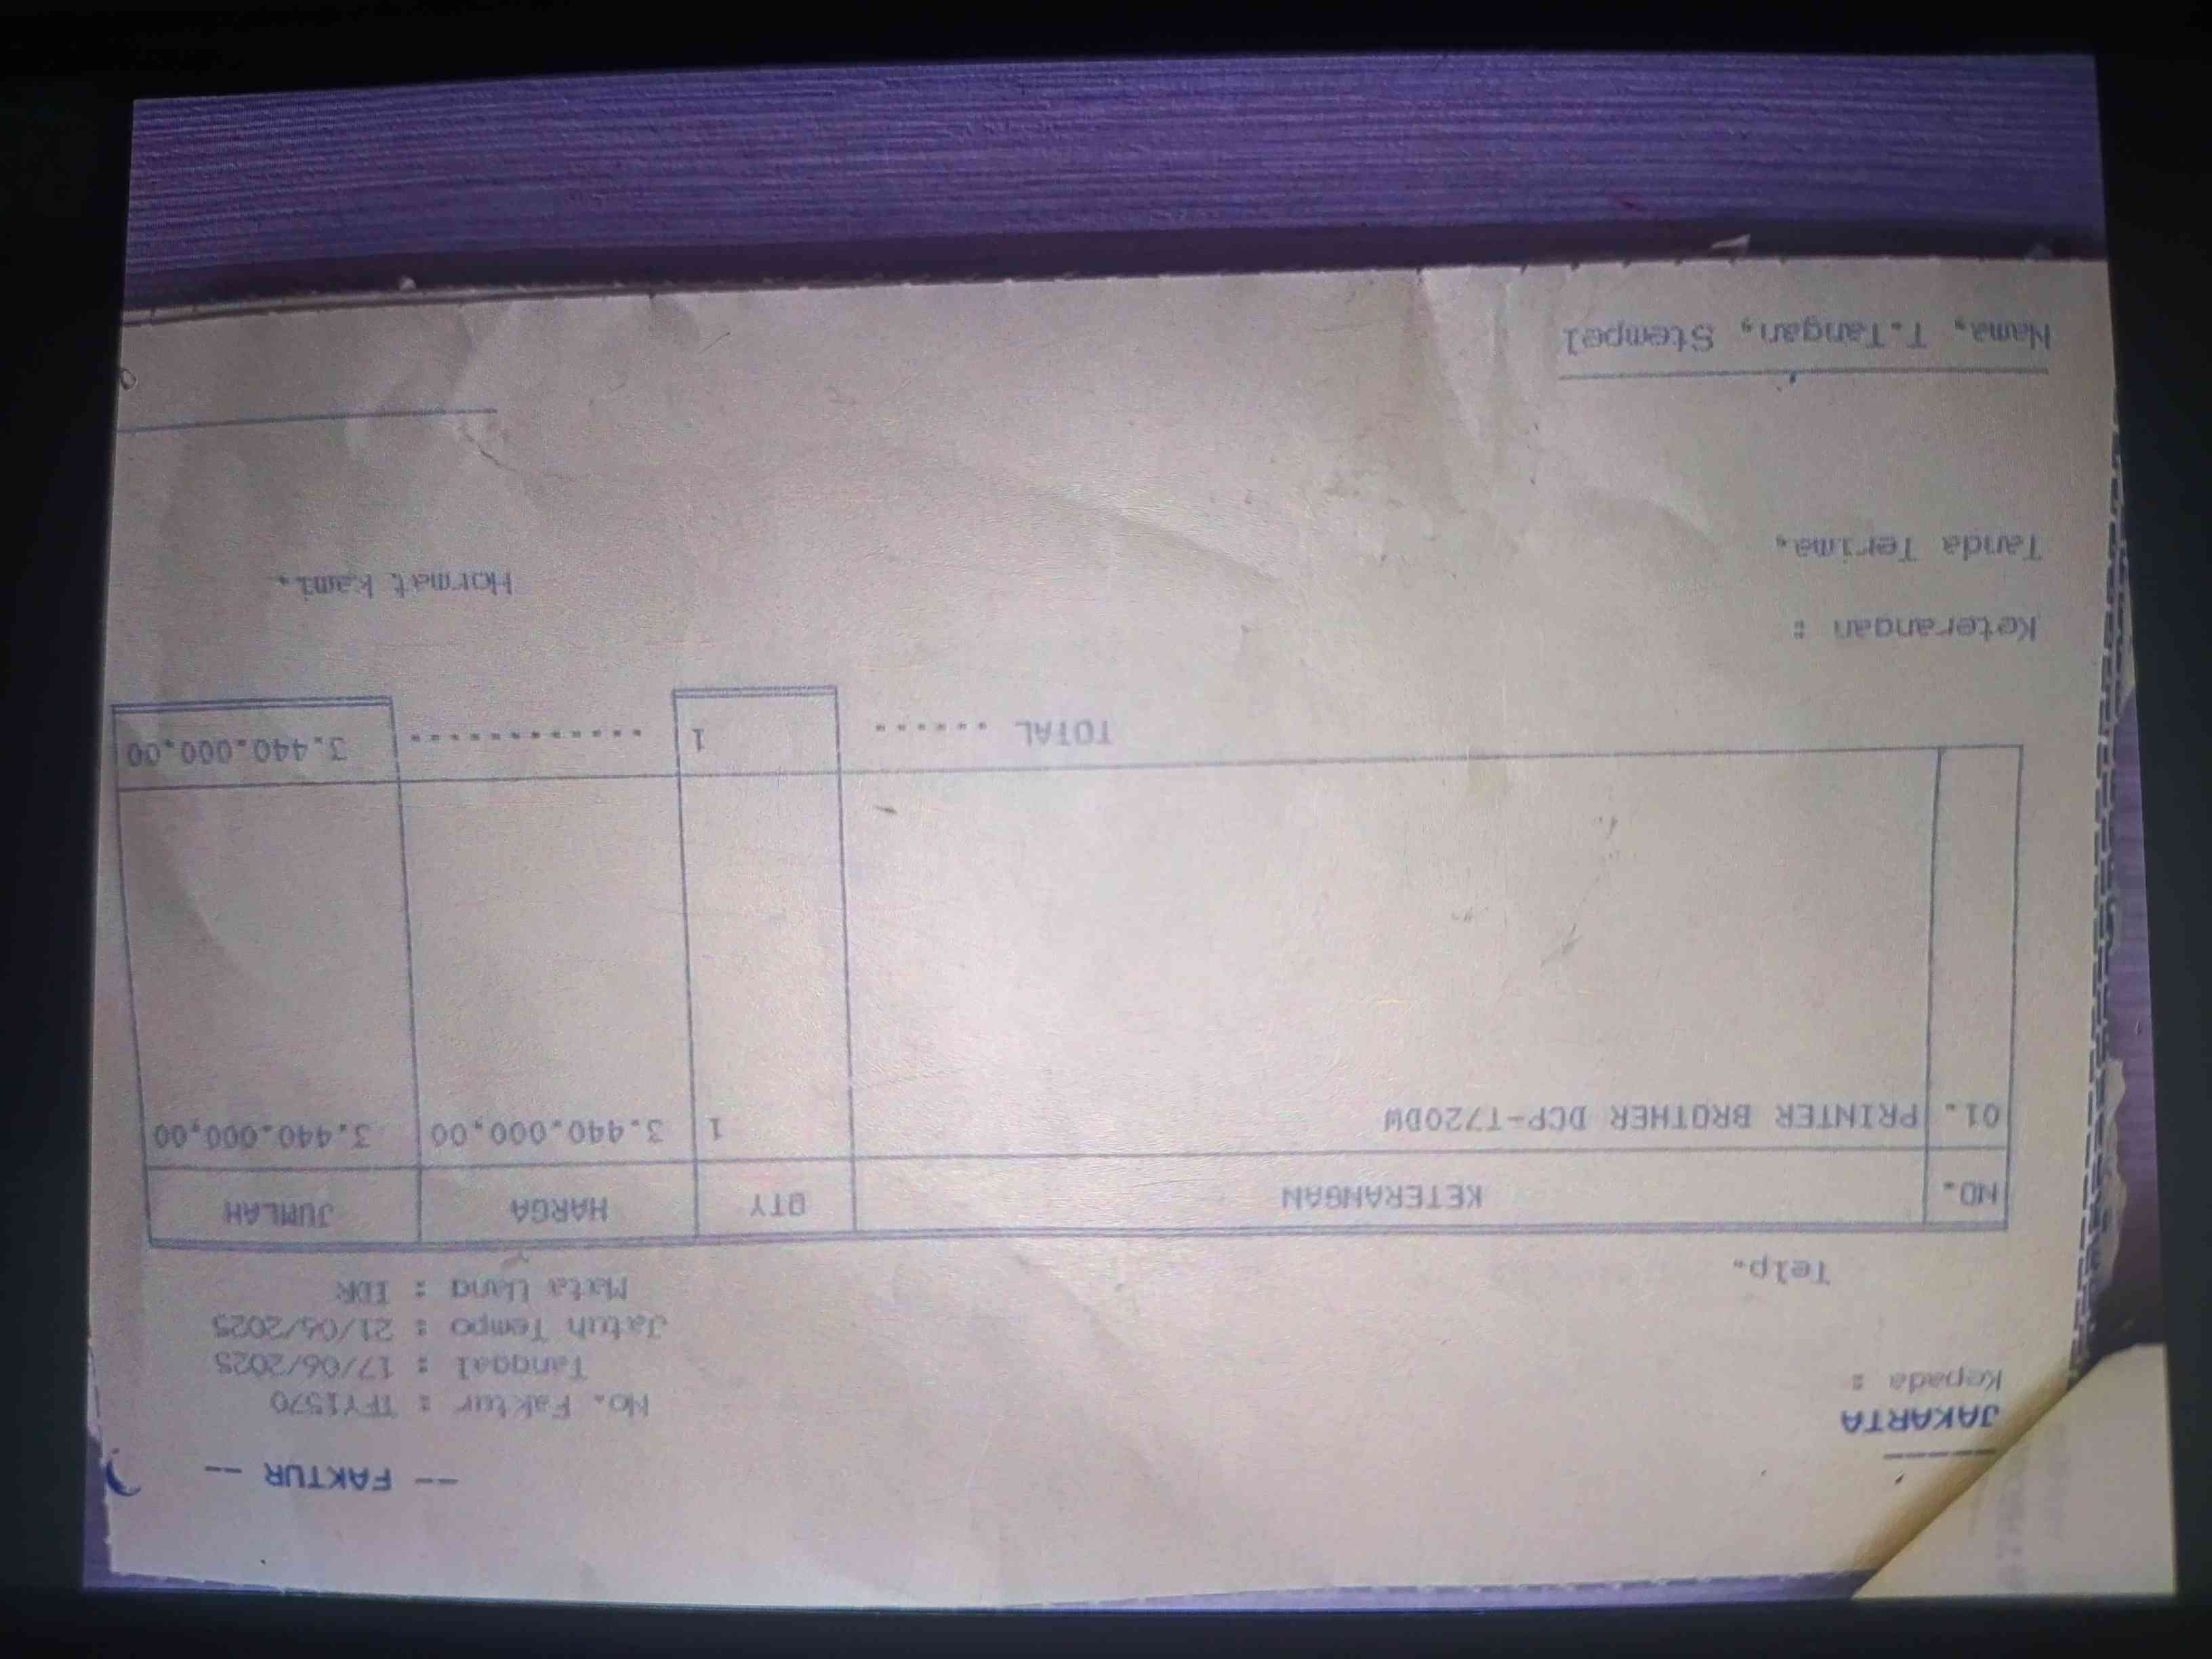 -- FAKTUR --
JAKARTA
Kepada :
No. Faktur : TFY1570
Tanggal : 17/06/2025
Jatuh Tempo : 21/06/2025
Mata Uang : IDR
Telp.
NO. KETERANGAN QTY HARGA JUMLAH
01. PRINTER BROTHER DCP-T720DW 1 3.440.000,00 3.440.000,00
TOTAL ...... 1 ............. 3.440.000,00
Keterangan :
Tanda Terima,
Hormat kami,
Nama, T.Tangan, Stempel